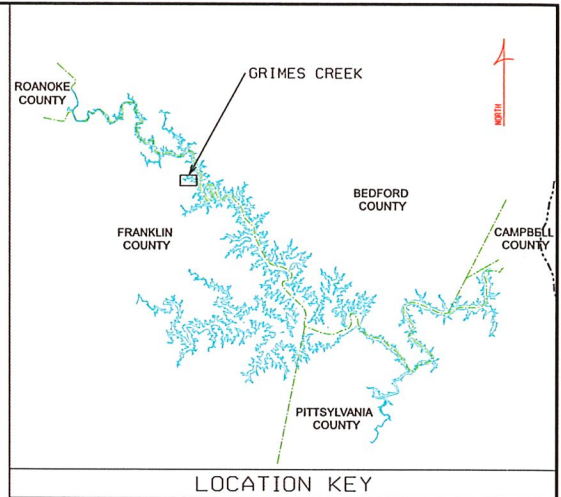 GRIMES CREEK
ROANOKE
COUNTY
NORTH
BEDFORD
COUNTY
FRANKLIN
COUNTY
CAMPBELL
COUNTY
PITTSYLVANIA
COUNTY
LOCATION KEY